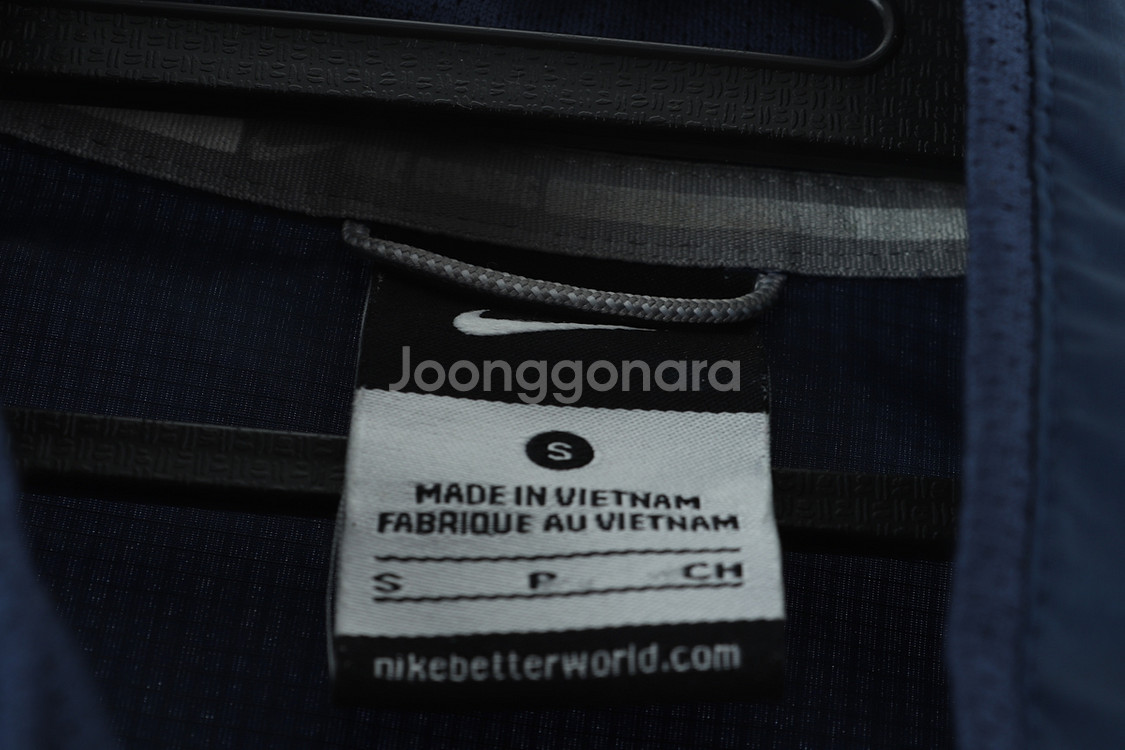 Joonggonara
S
MADE IN VIETNAM
FABRIQUE AU VIETNAM
S P CH
nikebetterworld.com